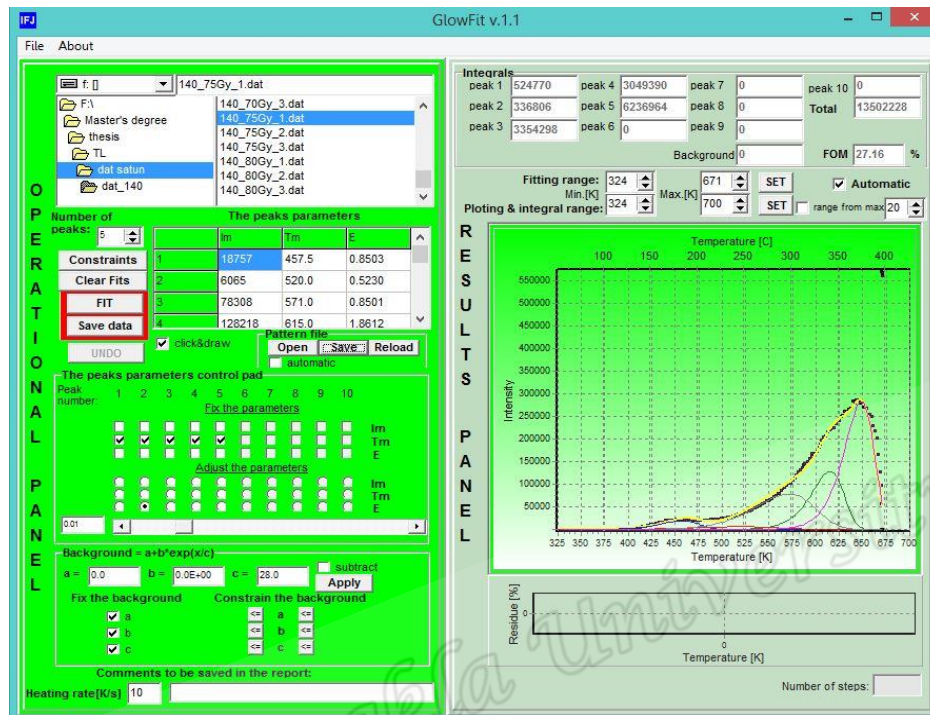 IFJ
GlowFit v.1.1
File About
f: []
140_75Gy_1.dat
F:\
Master's degree
thesis
TL
dat satun
dat_140
140_70Gy_3.dat
140_75Gy_1.dat
140_75Gy_2.dat
140_75Gy_3.dat
140_80Gy_1.dat
140_80Gy_2.dat
140_80Gy_3.dat
OPERATIONAL PANEL
Number of
peaks: 5
The peaks parameters
Im Tm E
1 18757 457.5 0.8503
2 6065 520.0 0.5230
3 78308 571.0 0.8501
4 128218 615.0 1.8612
Constraints
Clear Fits
FIT
Save data
UNDO
click&draw
Pattern file
Open Save Reload
automatic
The peaks parameters control pad
Peak
number: 1 2 3 4 5 6 7 8 9 10
Fix the parameters
Im
Tm
E
Adjust the parameters
Im
Tm
E
0.01
Background = a+b*exp(x/c)
a = 0.0 b = 0.0E+00 c = 28.0
subtract
Apply
Fix the background
Constrain the background
a <= a <=
b <= b <=
c <= c <=
Comments to be saved in the report:
Heating rate[K/s] 10
Integrals
peak 1 524770 peak 4 3049390 peak 7 0 peak 10 0
peak 2 336806 peak 5 6236964 peak 8 0 Total 13502228
peak 3 3354298 peak 6 0 peak 9 0
Background 0 FOM 27.16 %
Fitting range: 324 671 SET Automatic
Min.[K] Max.[K]
Ploting & integral range: 324 700 SET range from max 20
RESULTS PANEL
Temperature [C]
100 150 200 250 300 350 400
Intensity
550000
500000
450000
400000
350000
300000
250000
200000
150000
100000
50000
325 350 375 400 425 450 475 500 525 550 575 600 625 650 675 700
Temperature [K]
Residue [%]
0
0
Temperature [K]
Number of steps: